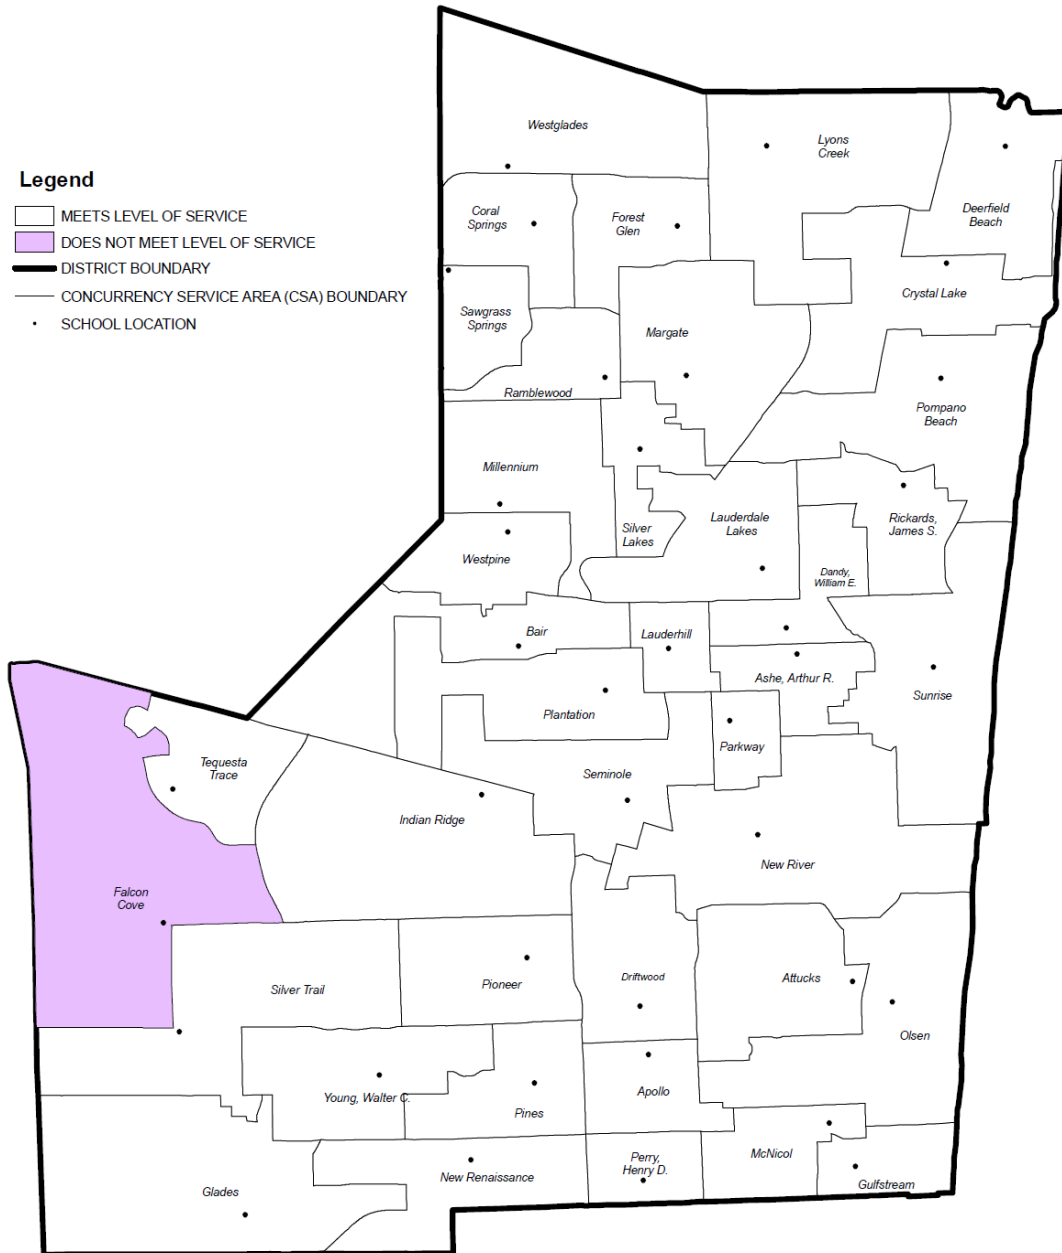 Legend
MEETS LEVEL OF SERVICE
DOES NOT MEET LEVEL OF SERVICE
DISTRICT BOUNDARY
CONCURRENCY SERVICE AREA (CSA) BOUNDARY
SCHOOL LOCATION
Westglades
Lyons
Creek
Coral
Springs
Forest
Glen
Deerfield
Beach
Crystal Lake
Sawgrass
Springs
Margate
Ramblewood
Pompano
Beach
Millennium
Silver
Lakes
Lauderdale
Lakes
Rickards,
James S.
Westpine
Dandy,
William E.
Bair
Lauderhill
Ashe, Arthur R.
Sunrise
Plantation
Parkway
Tequesta
Trace
Seminole
Indian Ridge
New River
Falcon
Cove
Silver Trail
Pioneer
Driftwood
Attucks
Olsen
Young, Walter C.
Pines
Apollo
McNicol
Perry,
Henry D.
New Renaissance
Gulfstream
Glades